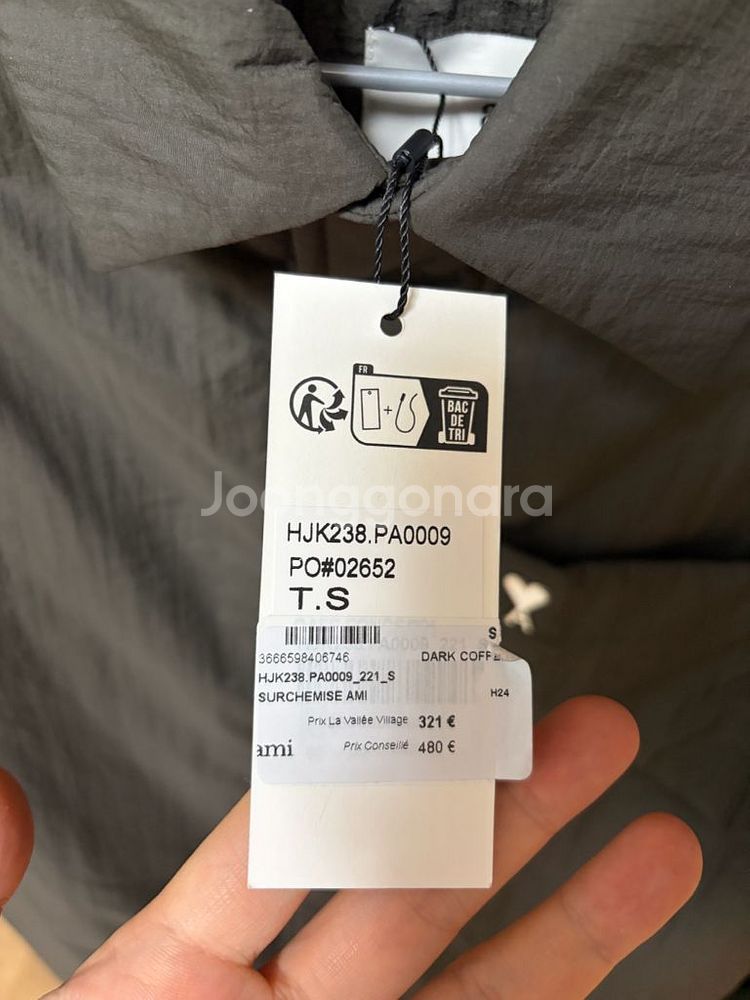 FR
BAC
DE
TRI
Joonggonara
HJK238.PA0009
PO#02652
T.S
S
3666598406746 DARK COFFE
HJK238.PA0009_221_S
SURCHEMISE AMI H24
Prix La Vallée Village 321 €
ami Prix Conseillé 480 €